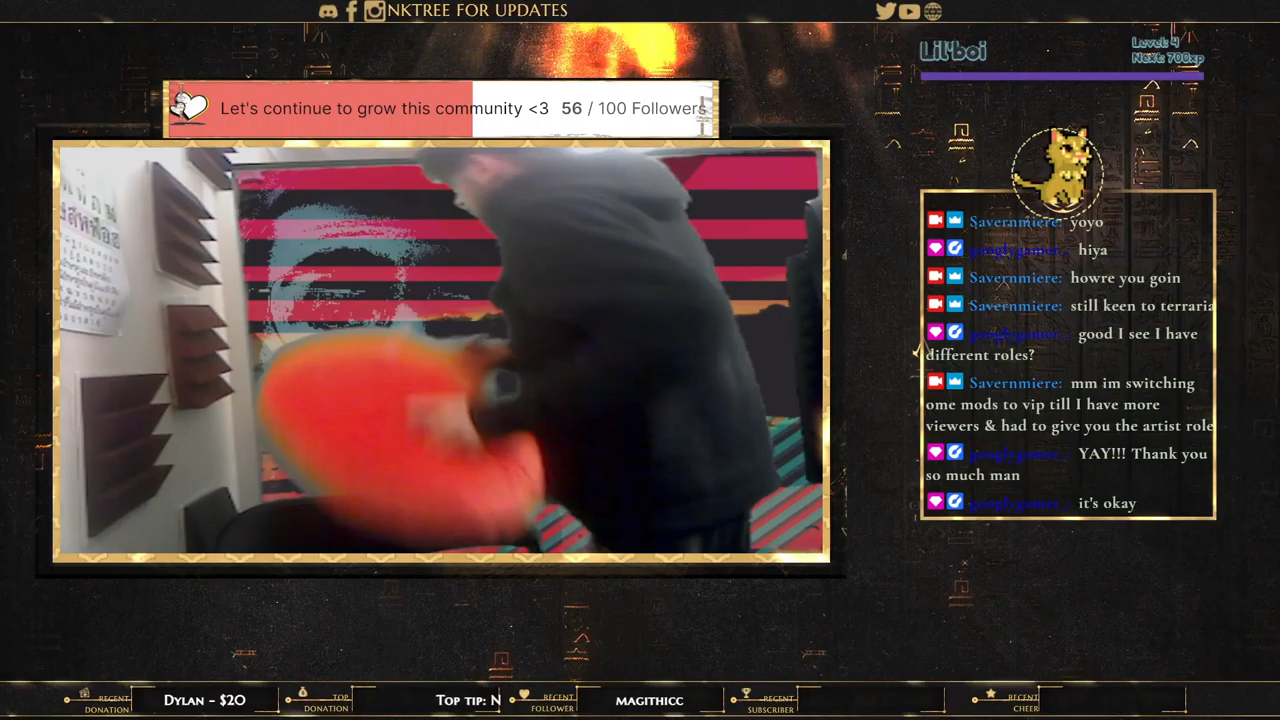 NKTREE FOR UPDATES
Lil'boi
Level: 4
Next: 700xp
Let's continue to grow this community <3 56 / 100 Followers
Savernmiere: yoyo
googlygamer_: hiya
Savernmiere: howre you goin
Savernmiere: still keen to terraria
googlygamer_: good I see I have
different roles?
Savernmiere: mm im switching
ome mods to vip till I have more
viewers & had to give you the artist role
googlygamer_: YAY!!! Thank you
so much man
googlygamer_: it's okay
RECENT DONATION
DYLAN - $20
TOP DONATION
TOP TIP: N
RECENT FOLLOWER
MAGITHICC
RECENT SUBSCRIBER
RECENT CHEER